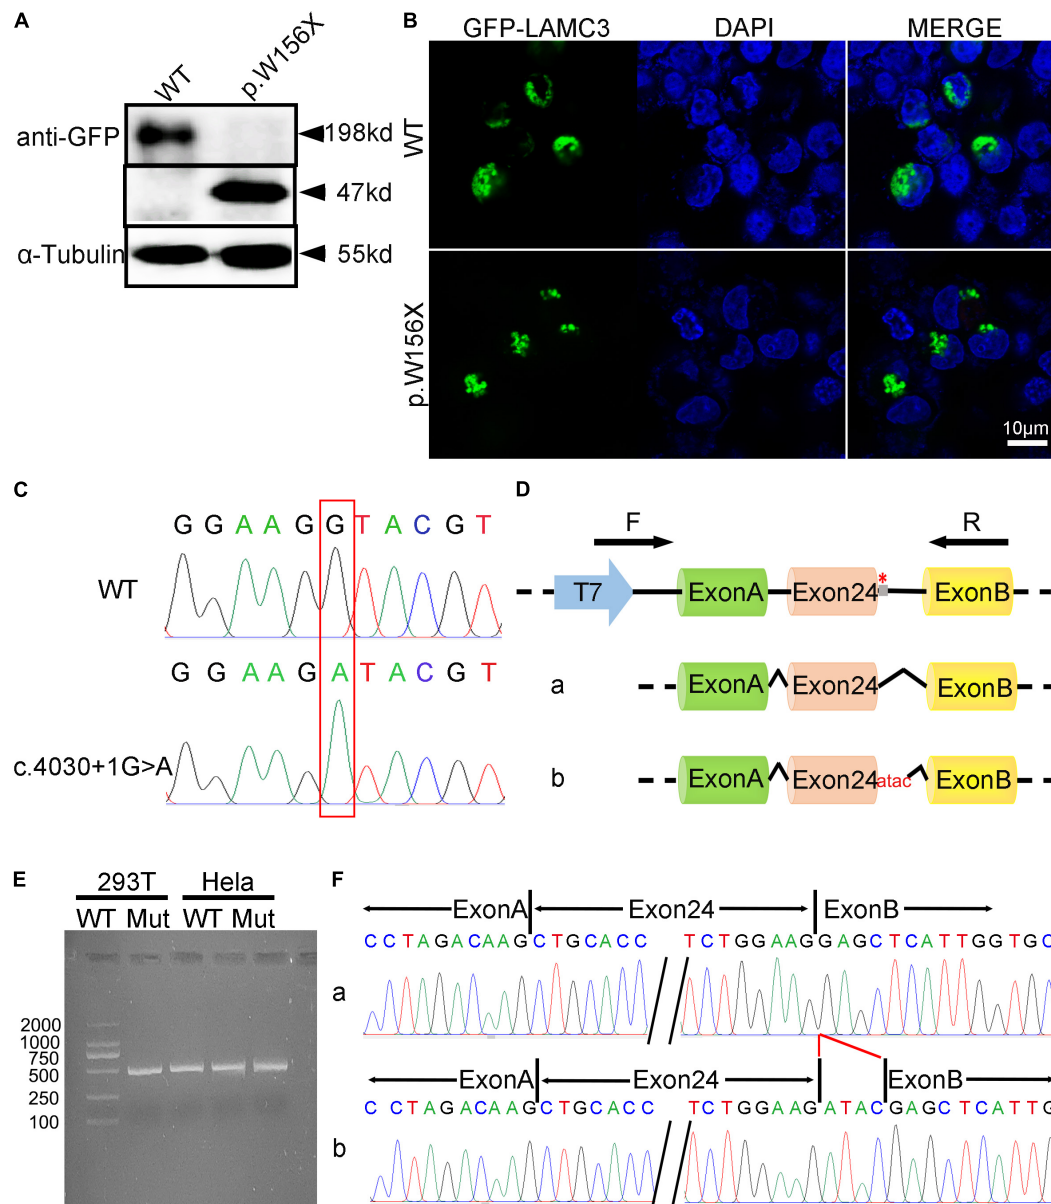 A
WT
p.W156X
anti-GFP
198kd
47kd
α-Tubulin
55kd
B
GFP-LAMC3 DAPI MERGE
WT
p.W156X
10μm
C
G G A A G G T A C G T
WT
G G A A G A T A C G T
c.4030+1G>A
D
F R
*
T7 ExonA Exon24 ExonB
a ExonA Exon24 ExonB
b ExonA Exon24 atac ExonB
E
293T Hela
WT Mut WT Mut
2000
1000
750
500
250
100
F
ExonA Exon24 ExonB
C C T A G A C A A G C T G C A C C T C T G G A A G G A G C T C A T T G G T G C
a
ExonA Exon24 ExonB
C C T A G A C A A G C T G C A C C T C T G G A A G A T A C G A G C T C A T T G
b